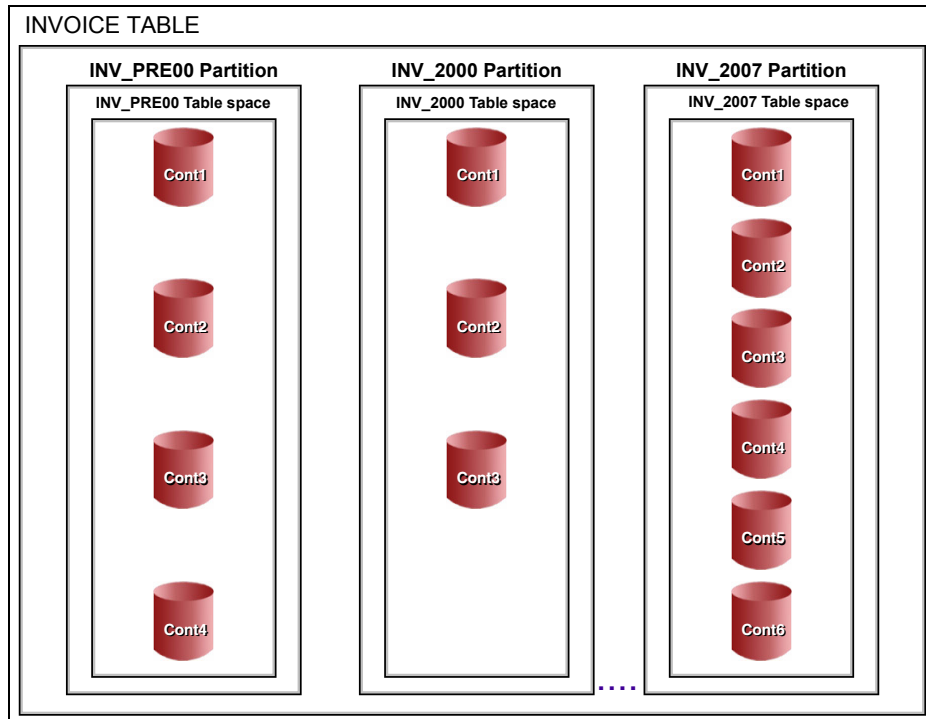 INVOICE TABLE
INV_PRE00 Partition
INV_PRE00 Table space
Cont1
Cont2
Cont3
Cont4
INV_2000 Partition
INV_2000 Table space
Cont1
Cont2
Cont3
....
INV_2007 Partition
INV_2007 Table space
Cont1
Cont2
Cont3
Cont4
Cont5
Cont6